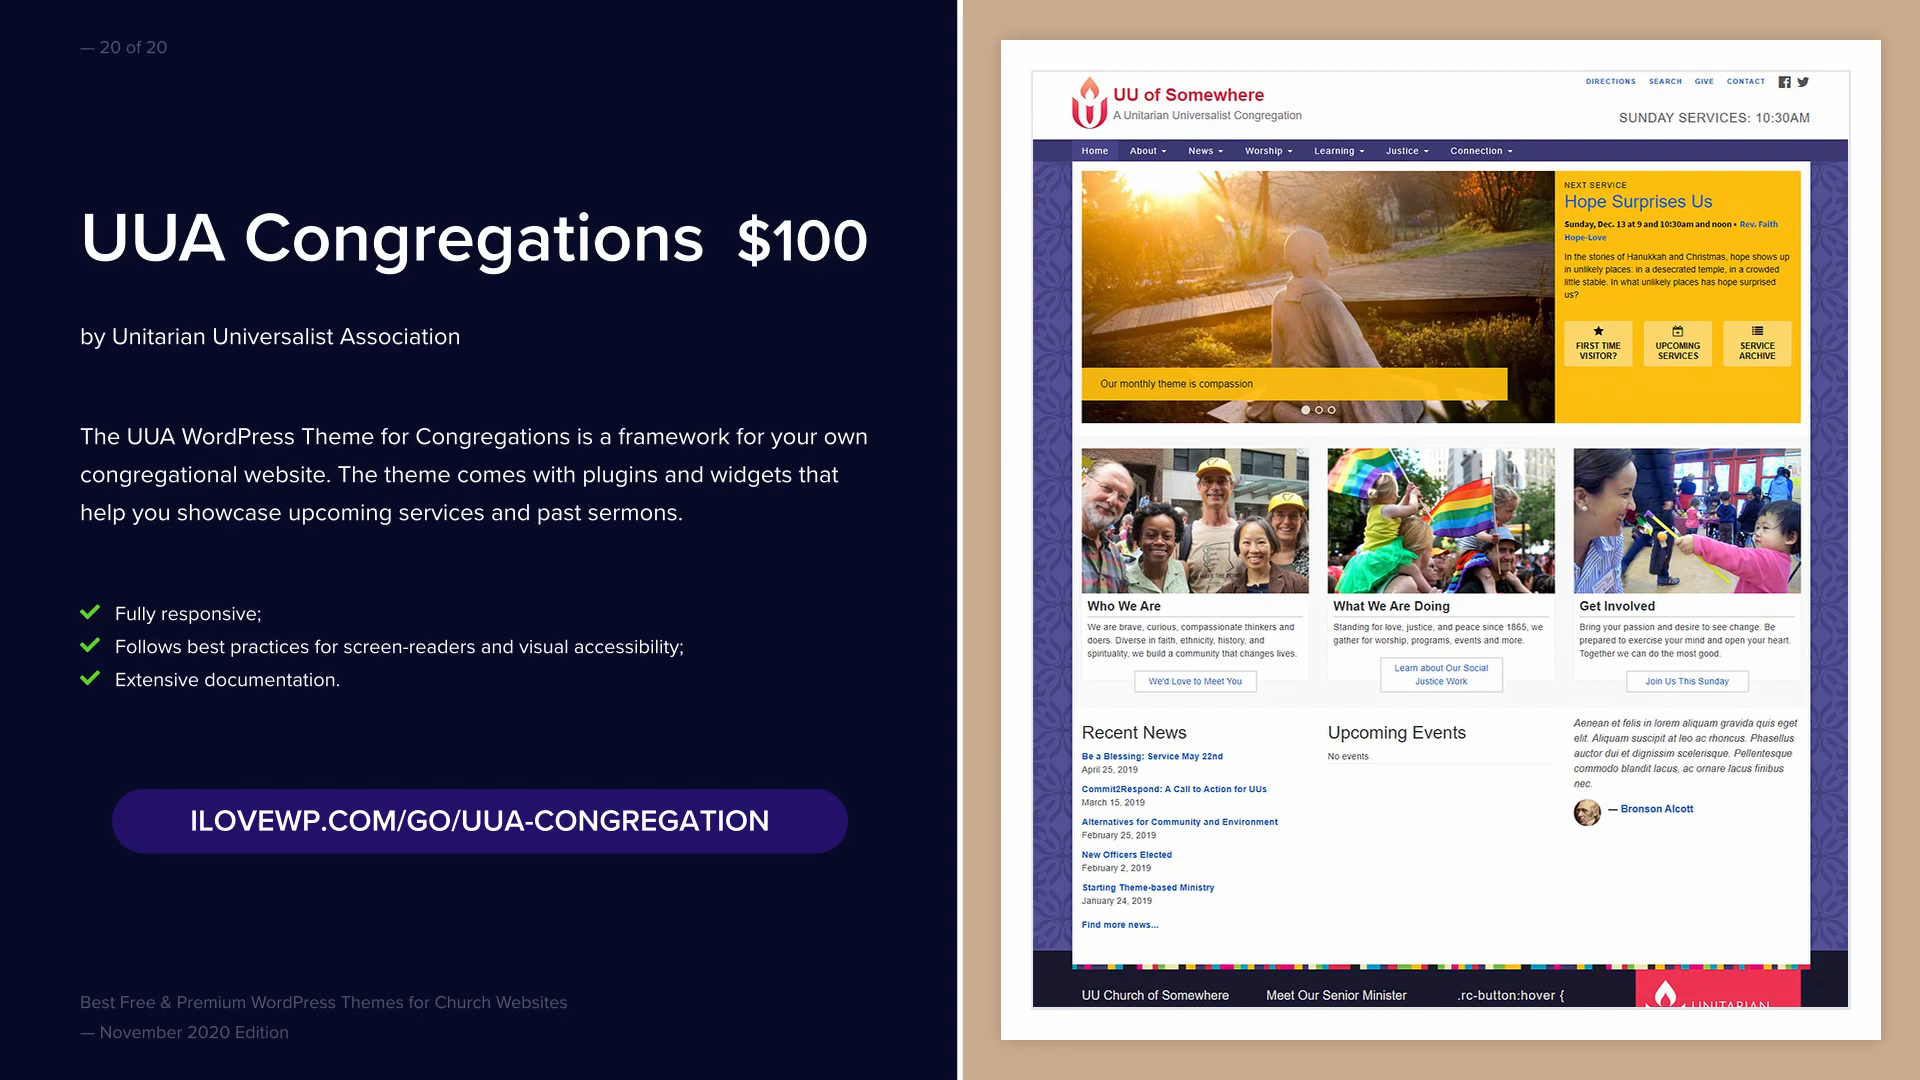 — 20 of 20
UUA Congregations $100
by Unitarian Universalist Association
The UUA WordPress Theme for Congregations is a framework for your own
congregational website. The theme comes with plugins and widgets that
help you showcase upcoming services and past sermons.
Fully responsive;
Follows best practices for screen-readers and visual accessibility;
Extensive documentation.
ILOVEWP.COM/GO/UUA-CONGREGATION
Best Free & Premium WordPress Themes for Church Websites
— November 2020 Edition
DIRECTIONS SEARCH GIVE CONTACT
UU of Somewhere
A Unitarian Universalist Congregation
SUNDAY SERVICES: 10:30AM
Home About News Worship Learning Justice Connection
NEXT SERVICE
Hope Surprises Us
Sunday, Dec. 13 at 9 and 10:30am and noon • Rev. Faith
Hope-Love
In the stories of Hanukkah and Christmas, hope shows up
in unlikely places: in a desecrated temple, in a crowded
little stable. In what unlikely places has hope surprised
us?
FIRST TIME
VISITOR?
UPCOMING
SERVICES
SERVICE
ARCHIVE
Our monthly theme is compassion
Who We Are
We are brave, curious, compassionate thinkers and
doers. Diverse in faith, ethnicity, history, and
spirituality, we build a community that changes lives.
We'd Love to Meet You
What We Are Doing
Standing for love, justice, and peace since 1865, we
gather for worship, programs, events and more.
Learn about Our Social
Justice Work
Get Involved
Bring your passion and desire to see change. Be
prepared to exercise your mind and open your heart.
Together we can do the most good.
Join Us This Sunday
Recent News
Be a Blessing: Service May 22nd
April 25, 2019
Commit2Respond: A Call to Action for UUs
March 15, 2019
Alternatives for Community and Environment
February 25, 2019
New Officers Elected
February 2, 2019
Starting Theme-based Ministry
January 24, 2019
Find more news...
Upcoming Events
No events
Aenean et felis in lorem aliquam gravida quis eget
elit. Aliquam suscipit at leo ac rhoncus. Phasellus
auctor dui et dignissim scelerisque. Pellentesque
commodo blandit lacus, ac ornare lacus finibus
nec.
— Bronson Alcott
UU Church of Somewhere
Meet Our Senior Minister
.rc-button:hover {
UNITARIAN